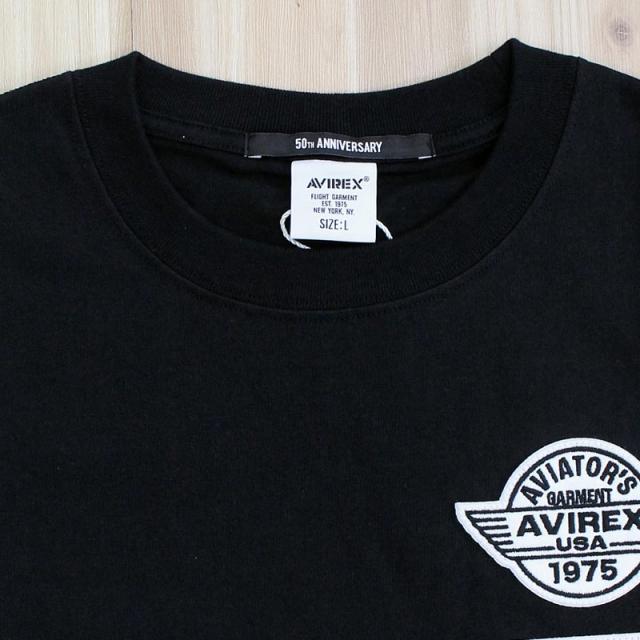 50TH ANNIVERSARY
AVIREX®
FLIGHT GARMENT
EST. 1975
NEW YORK, NY.
SIZE:L
AVIATOR'S
GARMENT
AVIREX
USA
1975